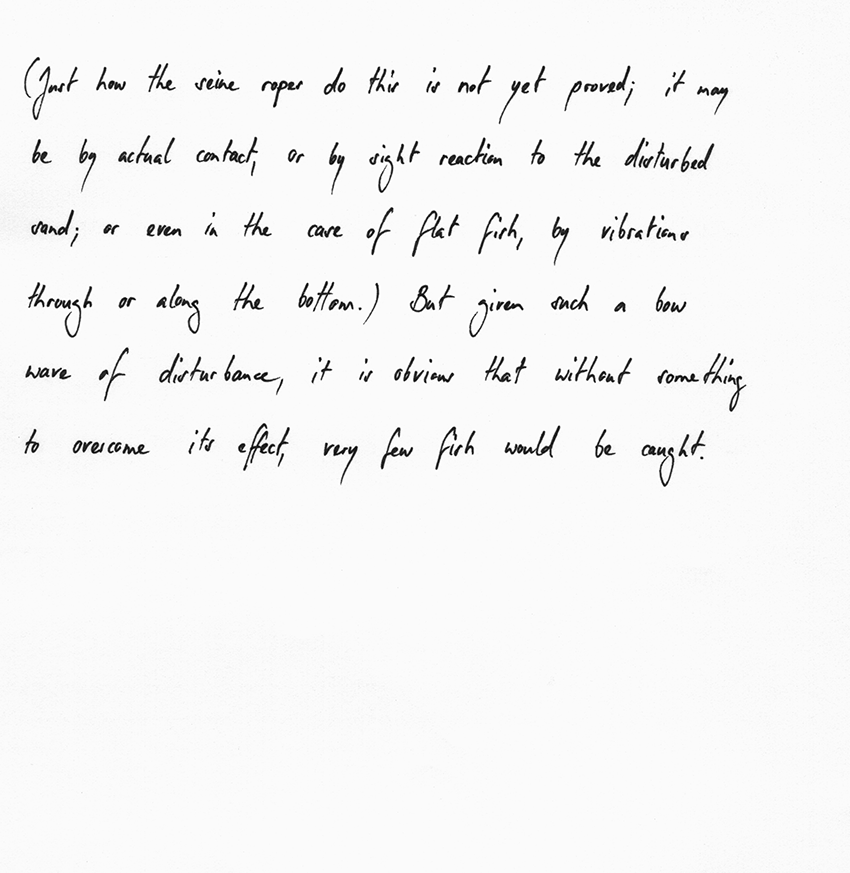 (Just how the seine ropes do this is not yet proved; it may
be by actual contact, or by sight reaction to the disturbed
sand; or even in the case of flat fish, by vibrations
through or along the bottom.) But given such a bow
wave of disturbance, it is obvious that without something
to overcome its effect, very few fish would be caught.